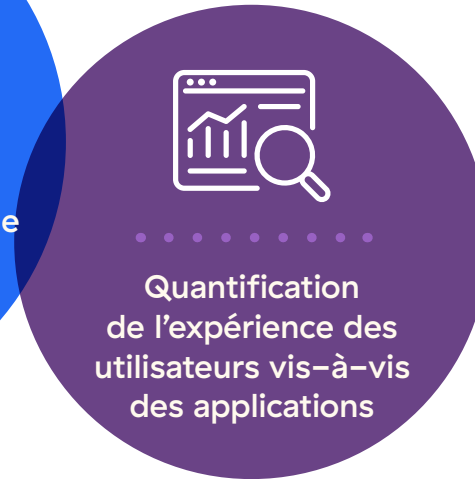 e
Quantification
de l’expérience des
utilisateurs vis-à-vis
des applications